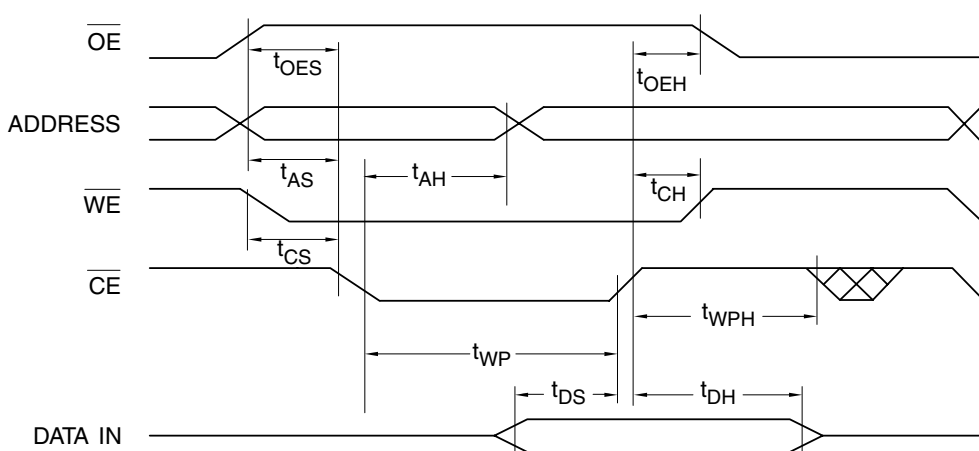 OE
tOES
tOEH
ADDRESS
tAS
tAH
tCH
WE
tCS
CE
tWPH
tWP
tDS
tDH
DATA IN